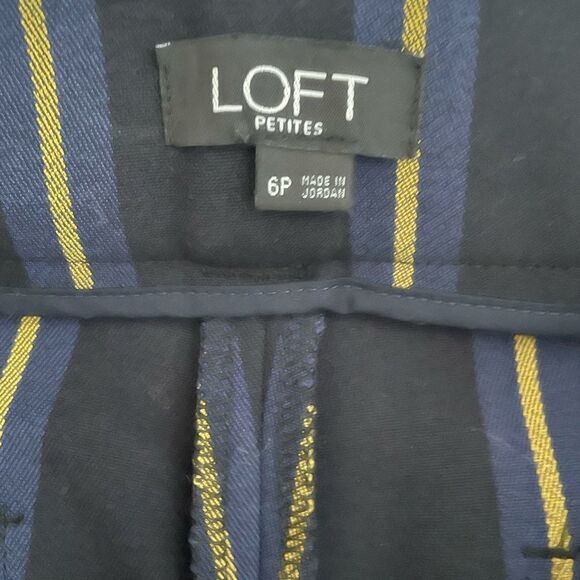 LOFT
PETITES
6P MADE IN
JORDAN